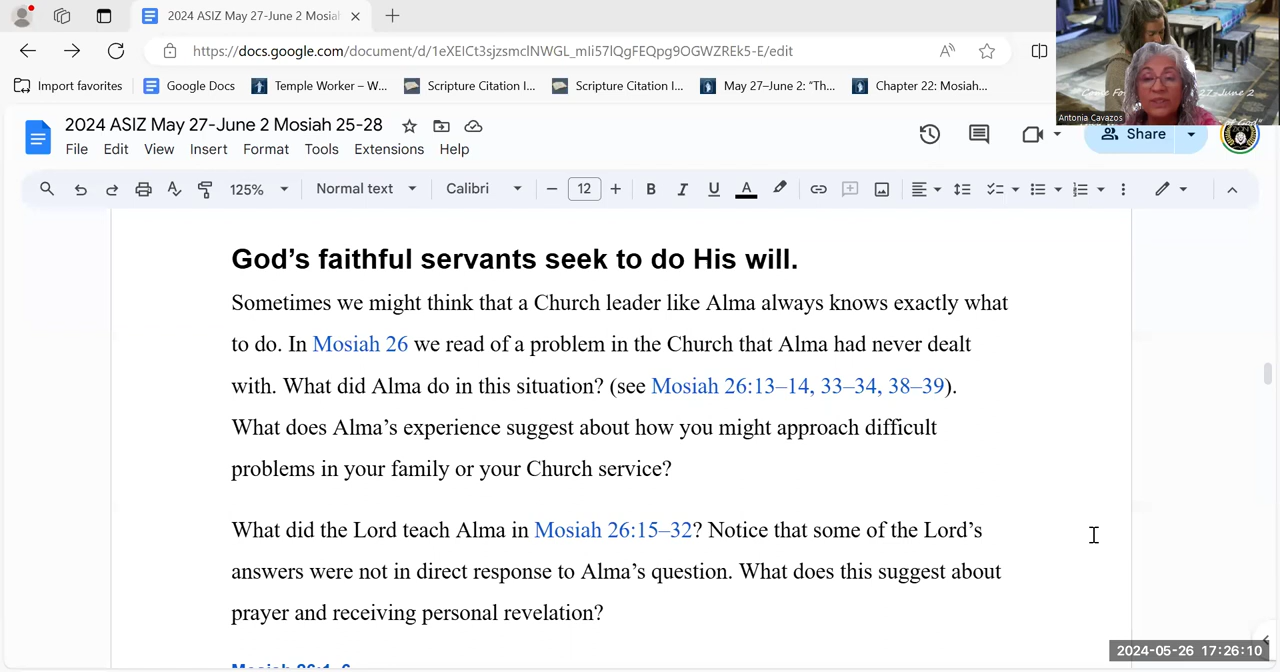 2024 ASIZ May 27-June 2 Mosiah
https://docs.google.com/document/d/1eXElCt3sjzsmclNWGL_mIi57lQgFEQpg9OGWZREk5-E/edit
Import favorites
Google Docs
Temple Worker – W...
Scripture Citation I...
Scripture Citation I...
May 27–June 2: “Th...
Chapter 22: Mosiah...
Antonia Cavazos
2024 ASIZ May 27-June 2 Mosiah 25-28
File Edit View Insert Format Tools Extensions Help
Share
125% Normal text Calibri 12 B I U A
God’s faithful servants seek to do His will.
Sometimes we might think that a Church leader like Alma always knows exactly what
to do. In Mosiah 26 we read of a problem in the Church that Alma had never dealt
with. What did Alma do in this situation? (see Mosiah 26:13–14, 33–34, 38–39).
What does Alma’s experience suggest about how you might approach difficult
problems in your family or your Church service?
What did the Lord teach Alma in Mosiah 26:15–32? Notice that some of the Lord’s
answers were not in direct response to Alma’s question. What does this suggest about
prayer and receiving personal revelation?
Mosiah 26:1–6
2024-05-26 17:26:10